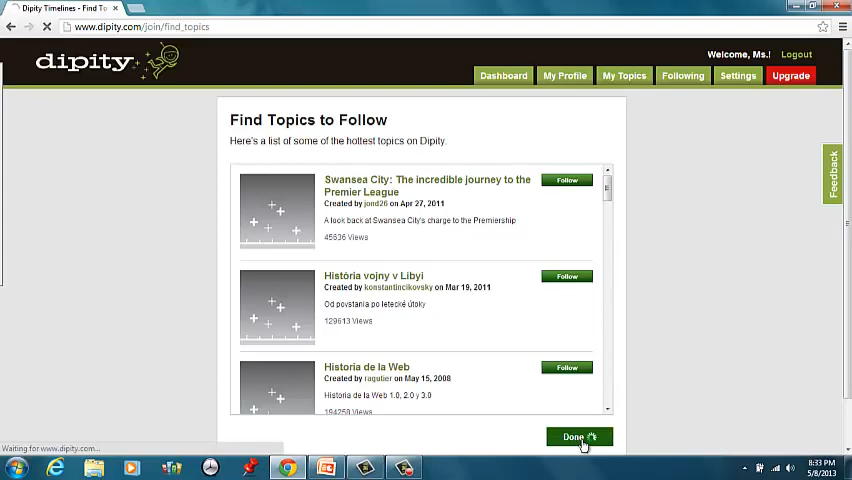 Dipity Timelines - Find To
www.dipity.com/join/find_topics
dipity
Welcome, Ms.! Logout
Dashboard My Profile My Topics Following Settings Upgrade
Find Topics to Follow
Here's a list of some of the hottest topics on Dipity.
Swansea City: The incredible journey to the
Premier League
Follow
Created by jond26 on Apr 27, 2011
A look back at Swansea City's charge to the Premiership
45636 Views
História vojny v Libyi
Follow
Created by konstantincikovsky on Mar 19, 2011
Od povstania po letecké útoky
129613 Views
Historia de la Web
Follow
Created by ragutier on May 15, 2008
Historia de la Web 1.0, 2.0 y 3.0
194258 Views
Done
Feedback
Waiting for www.dipity.com...
8:33 PM
5/8/2013